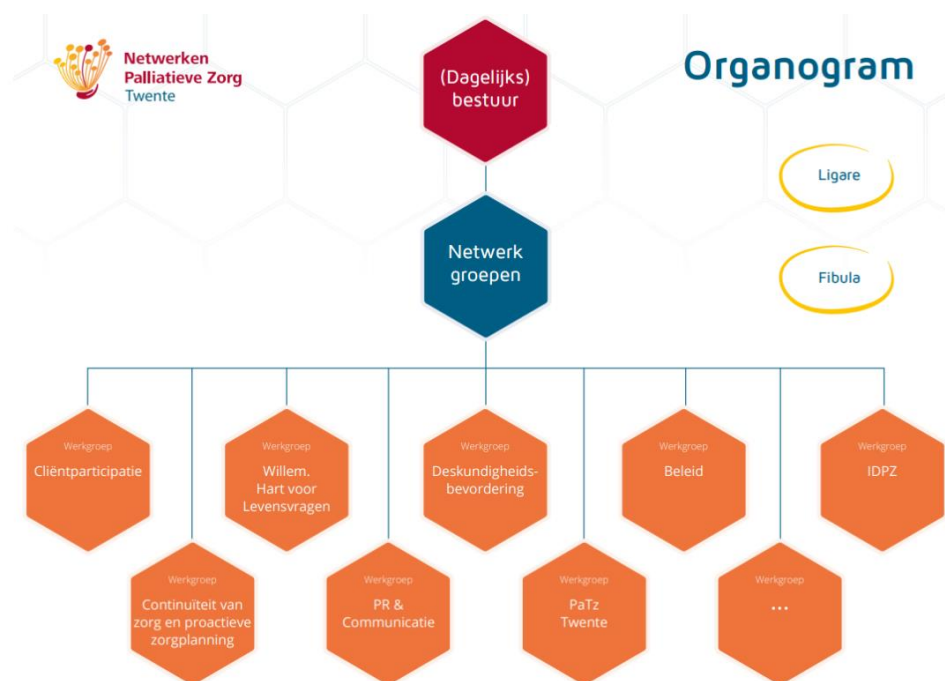 Netwerken
Palliatieve Zorg
Twente
(Dagelijks)
bestuur
Organogram
Ligare
Netwerk
groepen
Fibula
Werkgroep
Cliëntparticipatie
Werkgroep
Willem.
Hart voor
Levensvragen
Werkgroep
Deskundigheids-
bevordering
Werkgroep
Beleid
Werkgroep
IDPZ
Werkgroep
Continuïteit van
zorg en proactieve
zorgplanning
Werkgroep
PR &
Communicatie
Werkgroep
PaTz
Twente
Werkgroep
...